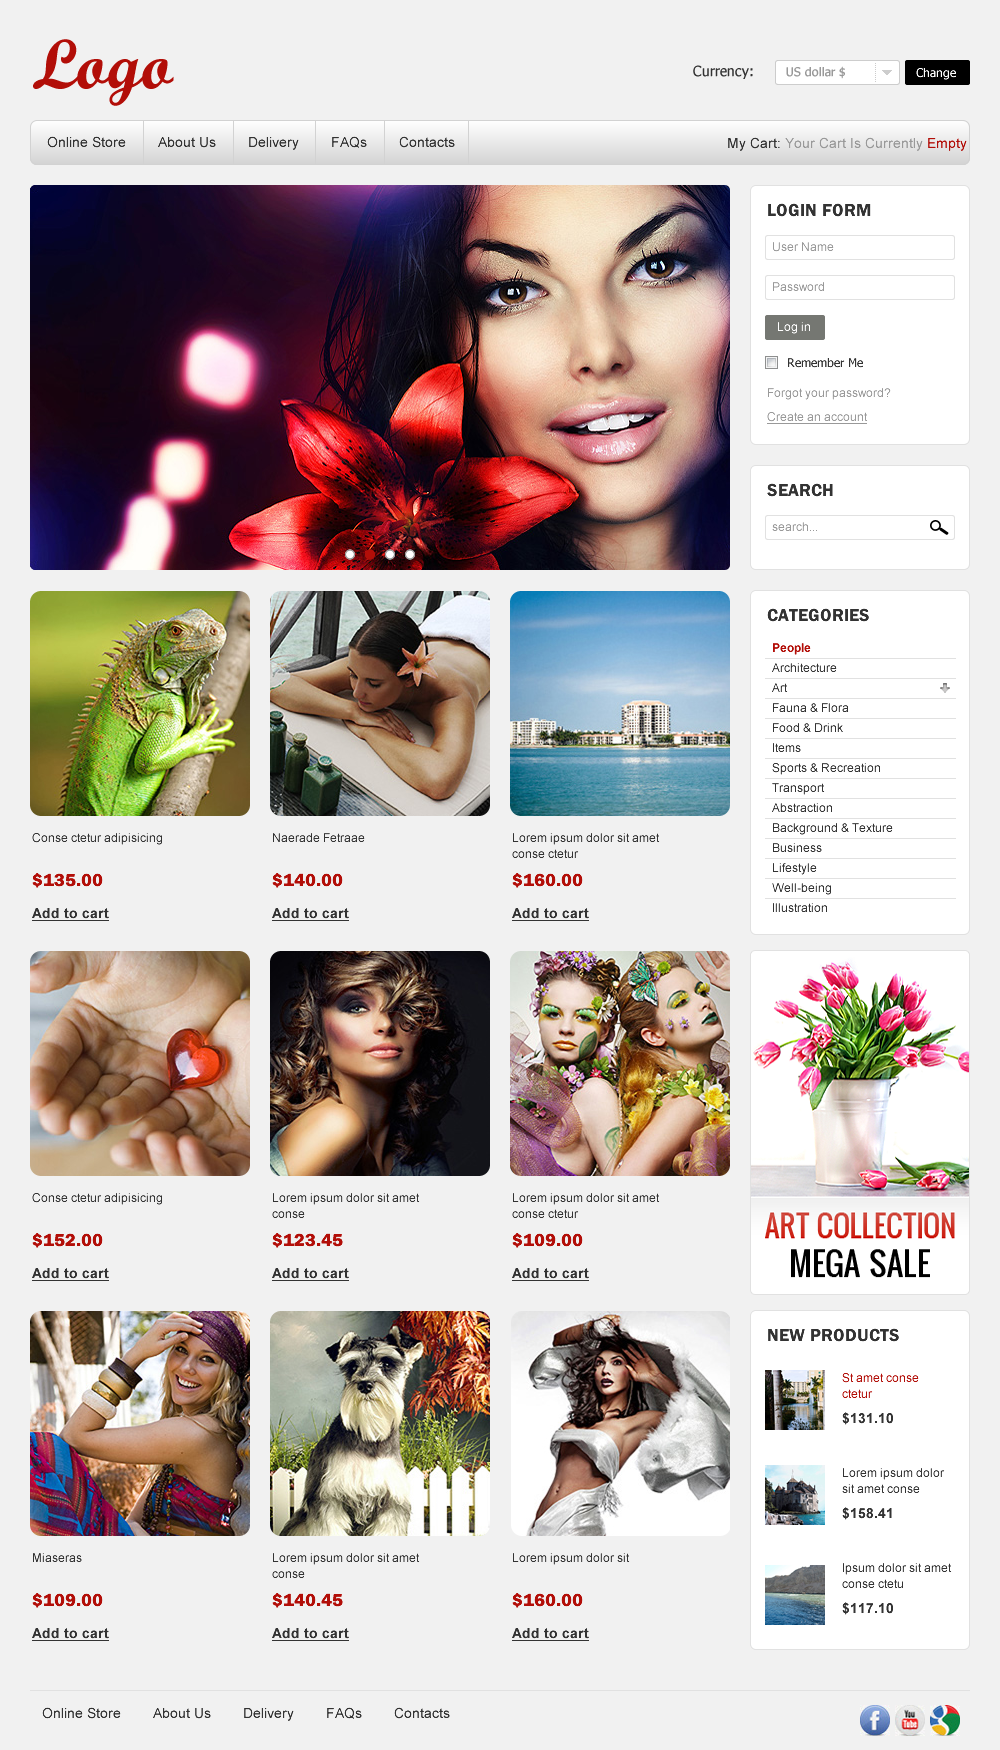 Logo
Currency:
US dollar $
Change
Online Store
About Us
Delivery
FAQs
Contacts
My Cart: Your Cart Is Currently Empty
LOGIN FORM
User Name
Password
Log in
Remember Me
Forgot your password?
Create an account
SEARCH
search...
Conse ctetur adipisicing
$135.00
Add to cart
Naerade Fetraae
$140.00
Add to cart
Lorem ipsum dolor sit amet
conse ctetur
$160.00
Add to cart
CATEGORIES
People
Architecture
Art
Fauna & Flora
Food & Drink
Items
Sports & Recreation
Transport
Abstraction
Background & Texture
Business
Lifestyle
Well-being
Illustration
Conse ctetur adipisicing
$152.00
Add to cart
Lorem ipsum dolor sit amet
conse
$123.45
Add to cart
Lorem ipsum dolor sit amet
conse ctetur
$109.00
Add to cart
ART COLLECTION
MEGA SALE
Miaseras
$109.00
Add to cart
Lorem ipsum dolor sit amet
conse
$140.45
Add to cart
Lorem ipsum dolor sit
$160.00
Add to cart
NEW PRODUCTS
St amet conse
ctetur
$131.10
Lorem ipsum dolor
sit amet conse
$158.41
Ipsum dolor sit amet
conse ctetu
$117.10
Online Store
About Us
Delivery
FAQs
Contacts
f
You
Tube